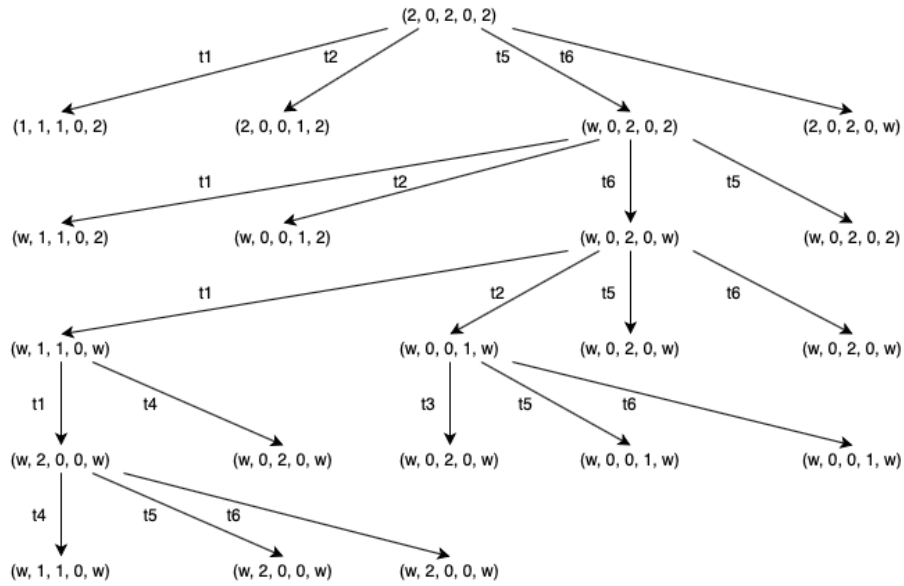 (2, 0, 2, 0, 2)
t1 t2 t5 t6
(1, 1, 1, 0, 2) (2, 0, 0, 1, 2) (w, 0, 2, 0, 2) (2, 0, 2, 0, w)
t1 t2 t6 t5
(w, 1, 1, 0, 2) (w, 0, 0, 1, 2) (w, 0, 2, 0, w) (w, 0, 2, 0, 2)
t1 t2 t5 t6
(w, 1, 1, 0, w) (w, 0, 0, 1, w) (w, 0, 2, 0, w) (w, 0, 2, 0, w)
t1 t4 t3 t5 t6
(w, 2, 0, 0, w) (w, 0, 2, 0, w) (w, 0, 2, 0, w) (w, 0, 0, 1, w) (w, 0, 0, 1, w)
t4 t5 t6
(w, 1, 1, 0, w) (w, 2, 0, 0, w) (w, 2, 0, 0, w)